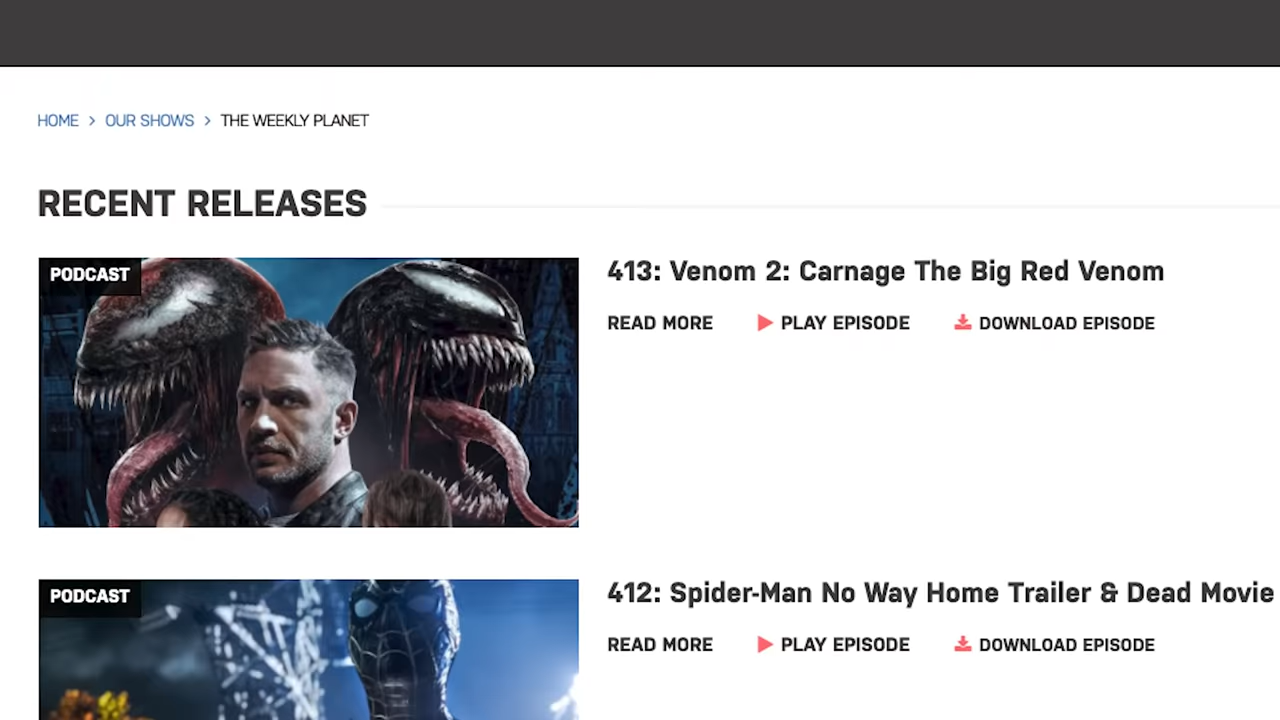 HOME > OUR SHOWS > THE WEEKLY PLANET
RECENT RELEASES
PODCAST
413: Venom 2: Carnage The Big Red Venom
READ MORE PLAY EPISODE DOWNLOAD EPISODE
PODCAST
412: Spider-Man No Way Home Trailer & Dead Movie
READ MORE PLAY EPISODE DOWNLOAD EPISODE